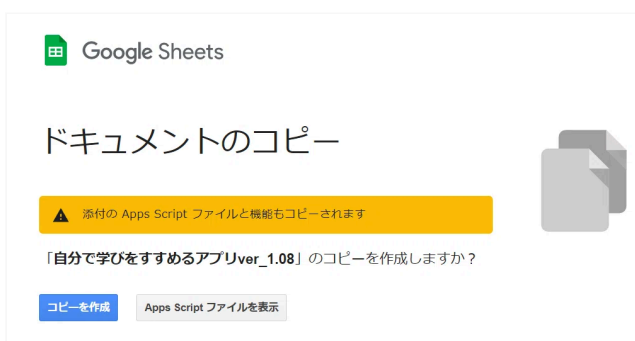 Google Sheets
ドキュメントのコピー
添付の Apps Script ファイルと機能もコピーされます
「自分で学びをすすめるアプリver_1.08」のコピーを作成しますか？
コピーを作成 Apps Script ファイルを表示